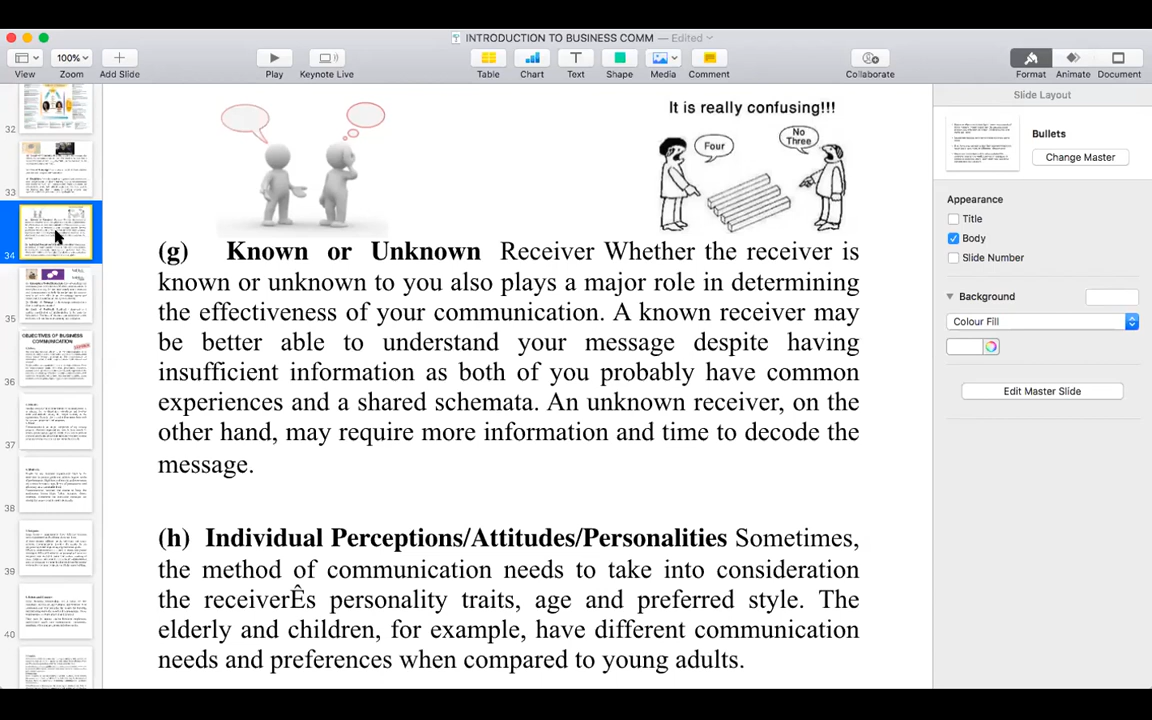 INTRODUCTION TO BUSINESS COMM — Edited
100%
View
Zoom
Add Slide
Play
Keynote Live
Table
Chart
Text
Shape
Media
Comment
Collaborate
Format
Animate
Document
32
33
34
35
OBJECTIVES OF BUSINESS
COMMUNICATION
36
37
38
39
40
It is really confusing!!!
Four
No
Three
(g) Known or Unknown Receiver Whether the receiver is
known or unknown to you also plays a major role in determining
the effectiveness of your communication. A known receiver may
be better able to understand your message despite having
insufficient information as both of you probably have common
experiences and a shared schemata. An unknown receiver, on the
other hand, may require more information and time to decode the
message.
(h) Individual Perceptions/Attitudes/Personalities Sometimes,
the method of communication needs to take into consideration
the receiverÊs personality traits, age and preferred style. The
elderly and children, for example, have different communication
needs and preferences when compared to young adults.
Slide Layout
Bullets
Change Master
Appearance
Title
Body
Slide Number
Background
Colour Fill
Edit Master Slide